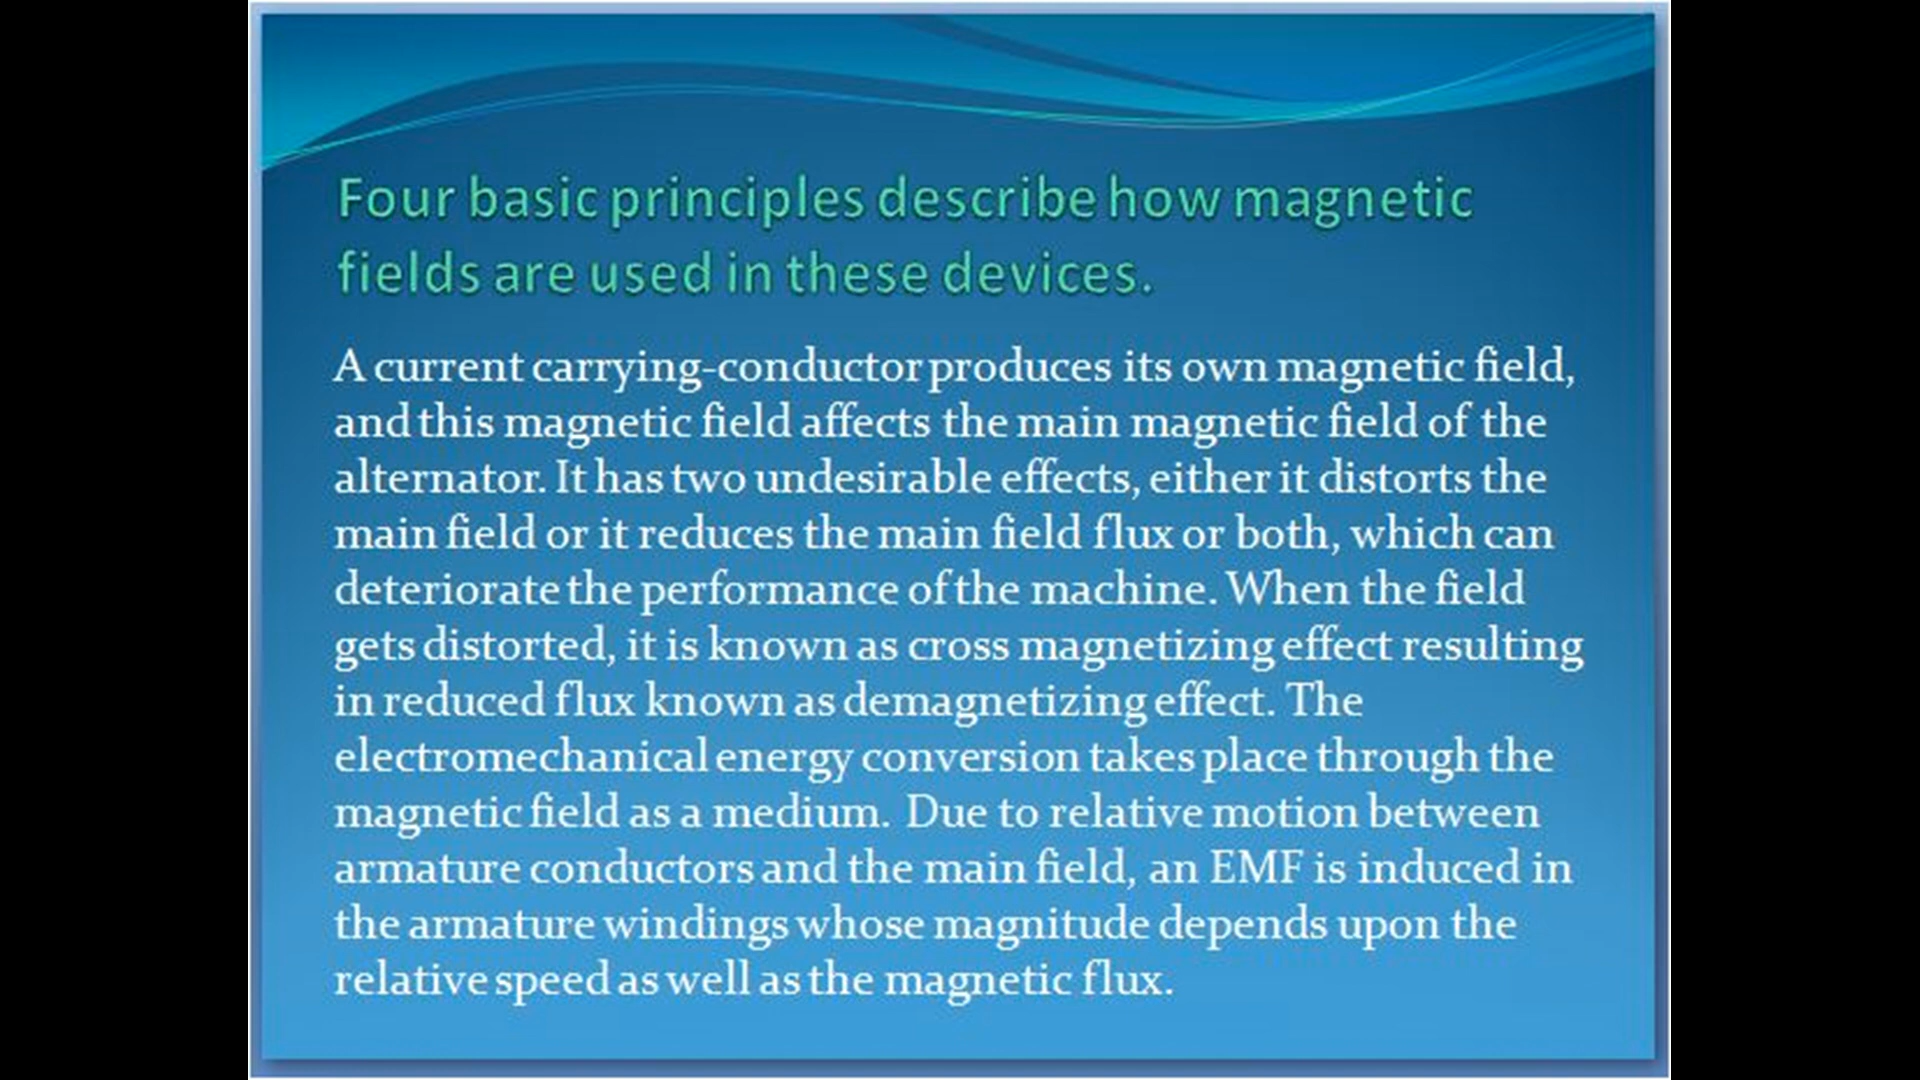 Four basic principles describe how magnetic
fields are used in these devices.
A current carrying-conductor produces its own magnetic field,
and this magnetic field affects the main magnetic field of the
alternator. It has two undesirable effects, either it distorts the
main field or it reduces the main field flux or both, which can
deteriorate the performance of the machine. When the field
gets distorted, it is known as cross magnetizing effect resulting
in reduced flux known as demagnetizing effect. The
electromechanical energy conversion takes place through the
magnetic field as a medium. Due to relative motion between
armature conductors and the main field, an EMF is induced in
the armature windings whose magnitude depends upon the
relative speed as well as the magnetic flux.